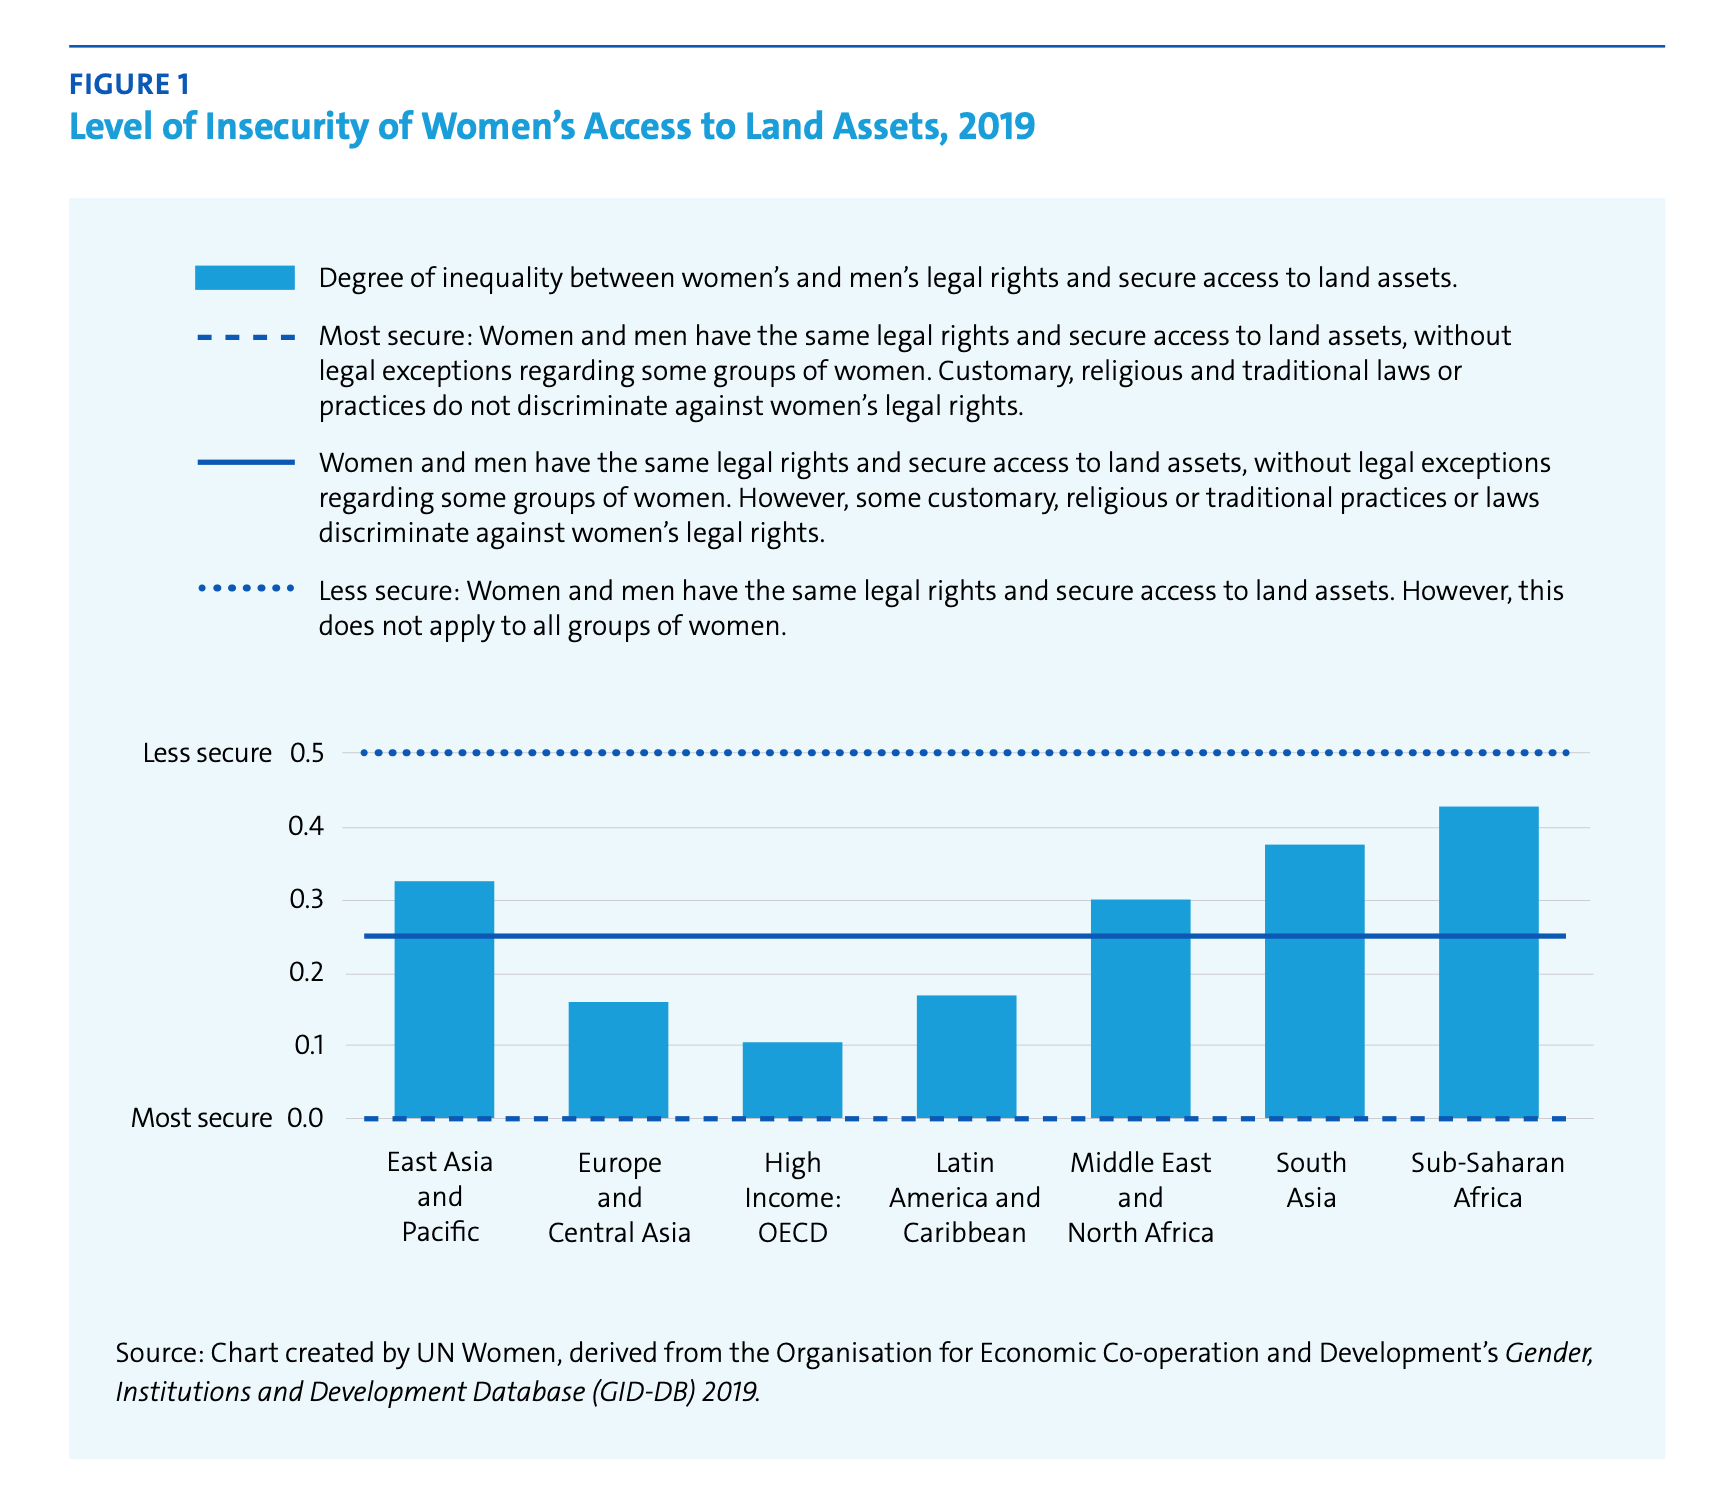 FIGURE 1
Level of Insecurity of Women’s Access to Land Assets, 2019
Degree of inequality between women’s and men’s legal rights and secure access to land assets.
Most secure: Women and men have the same legal rights and secure access to land assets, without
legal exceptions regarding some groups of women. Customary, religious and traditional laws or
practices do not discriminate against women’s legal rights.
Women and men have the same legal rights and secure access to land assets, without legal exceptions
regarding some groups of women. However, some customary, religious or traditional practices or laws
discriminate against women’s legal rights.
Less secure: Women and men have the same legal rights and secure access to land assets. However, this
does not apply to all groups of women.
Less secure 0.5
0.4
0.3
0.2
0.1
Most secure 0.0
East Asia
and
Pacific
Europe
and
Central Asia
High
Income:
OECD
Latin
America and
Caribbean
Middle East
and
North Africa
South
Asia
Sub-Saharan
Africa
Source: Chart created by UN Women, derived from the Organisation for Economic Co-operation and Development’s Gender,
Institutions and Development Database (GID-DB) 2019.